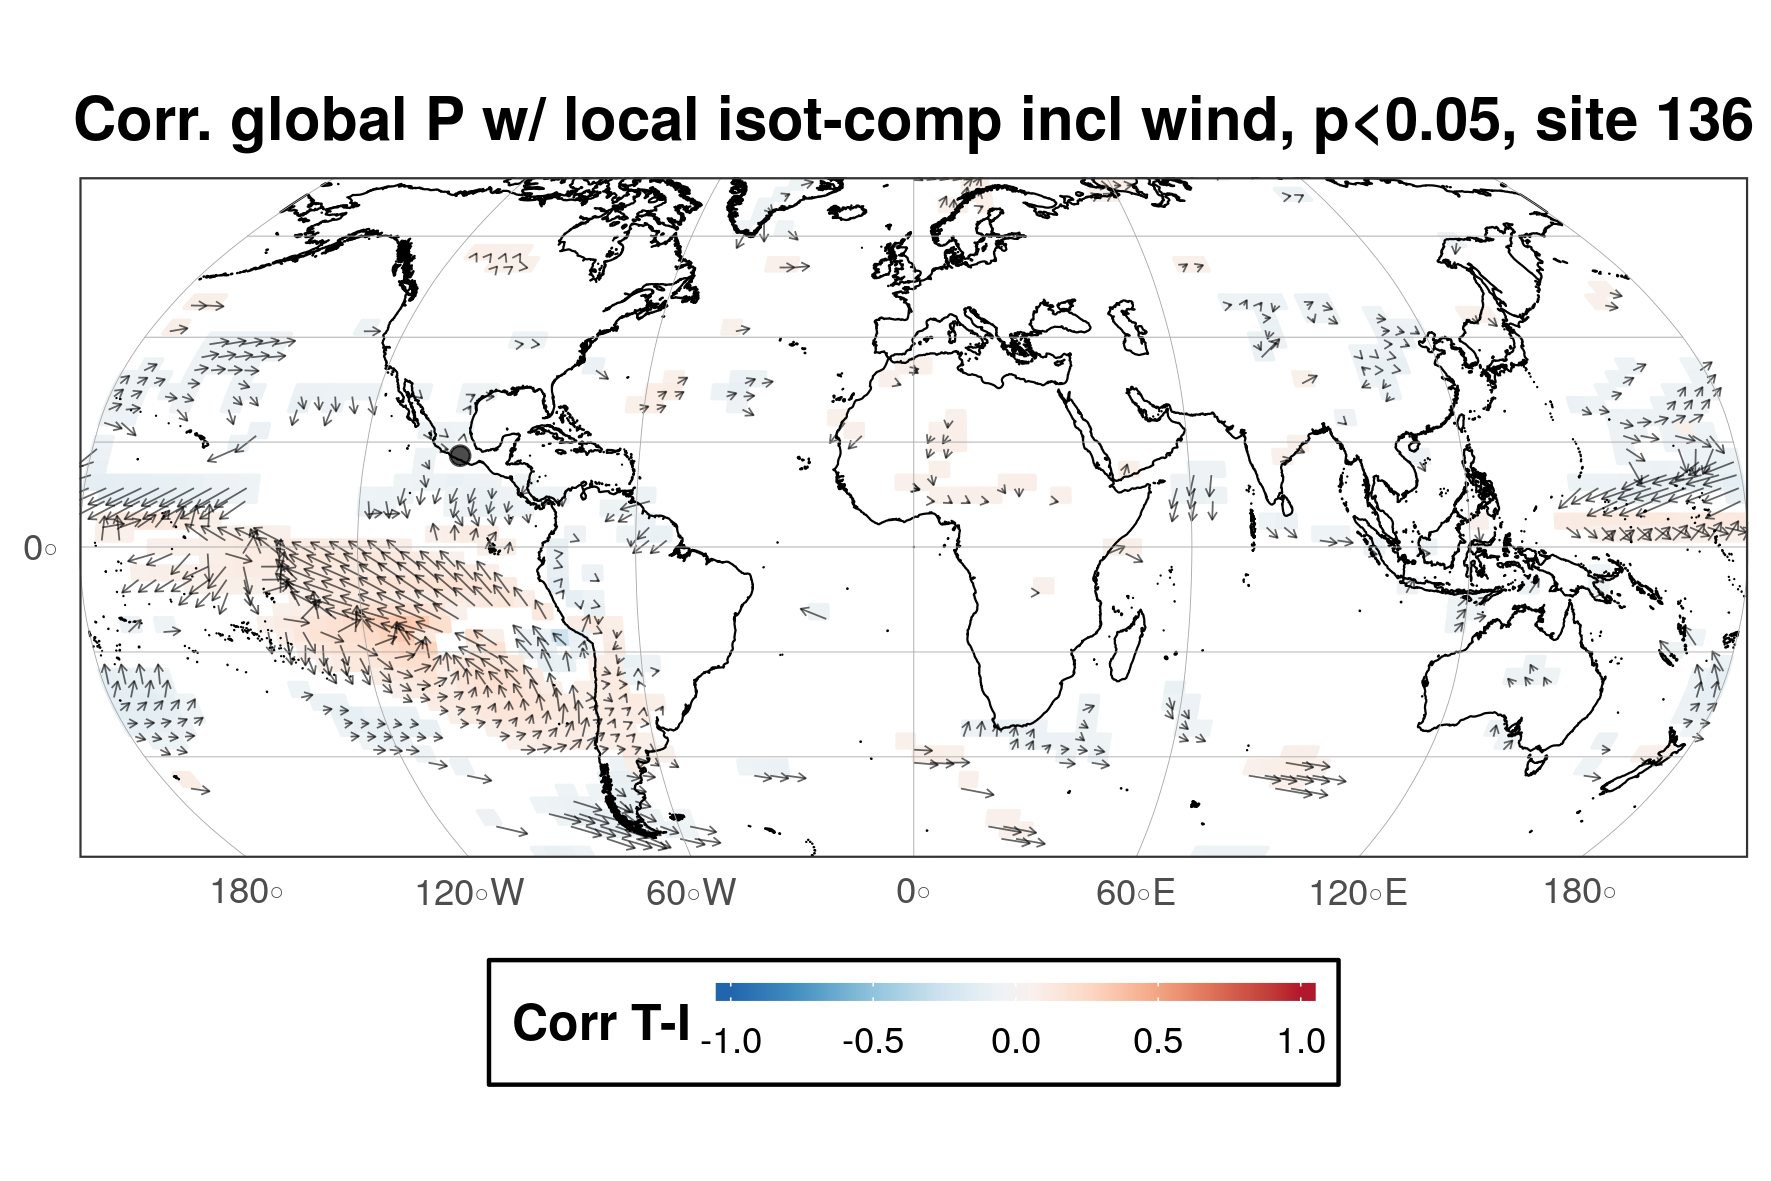 Corr. global P w/ local isot-comp incl wind, p<0.05, site 136
0○
180○ 120○W 60○W 0○ 60○E 120○E 180○
Corr T-I
-1.0 -0.5 0.0 0.5 1.0